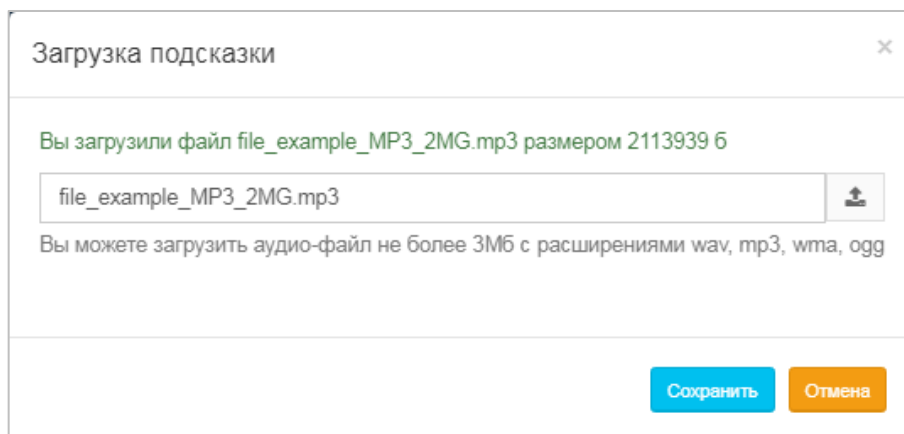 Загрузка подсказки
×
Вы загрузили файл file_example_MP3_2MG.mp3 размером 2113939 б
file_example_MP3_2MG.mp3
Вы можете загрузить аудио-файл не более 3Мб с расширениями wav, mp3, wma, ogg
Сохранить Отмена